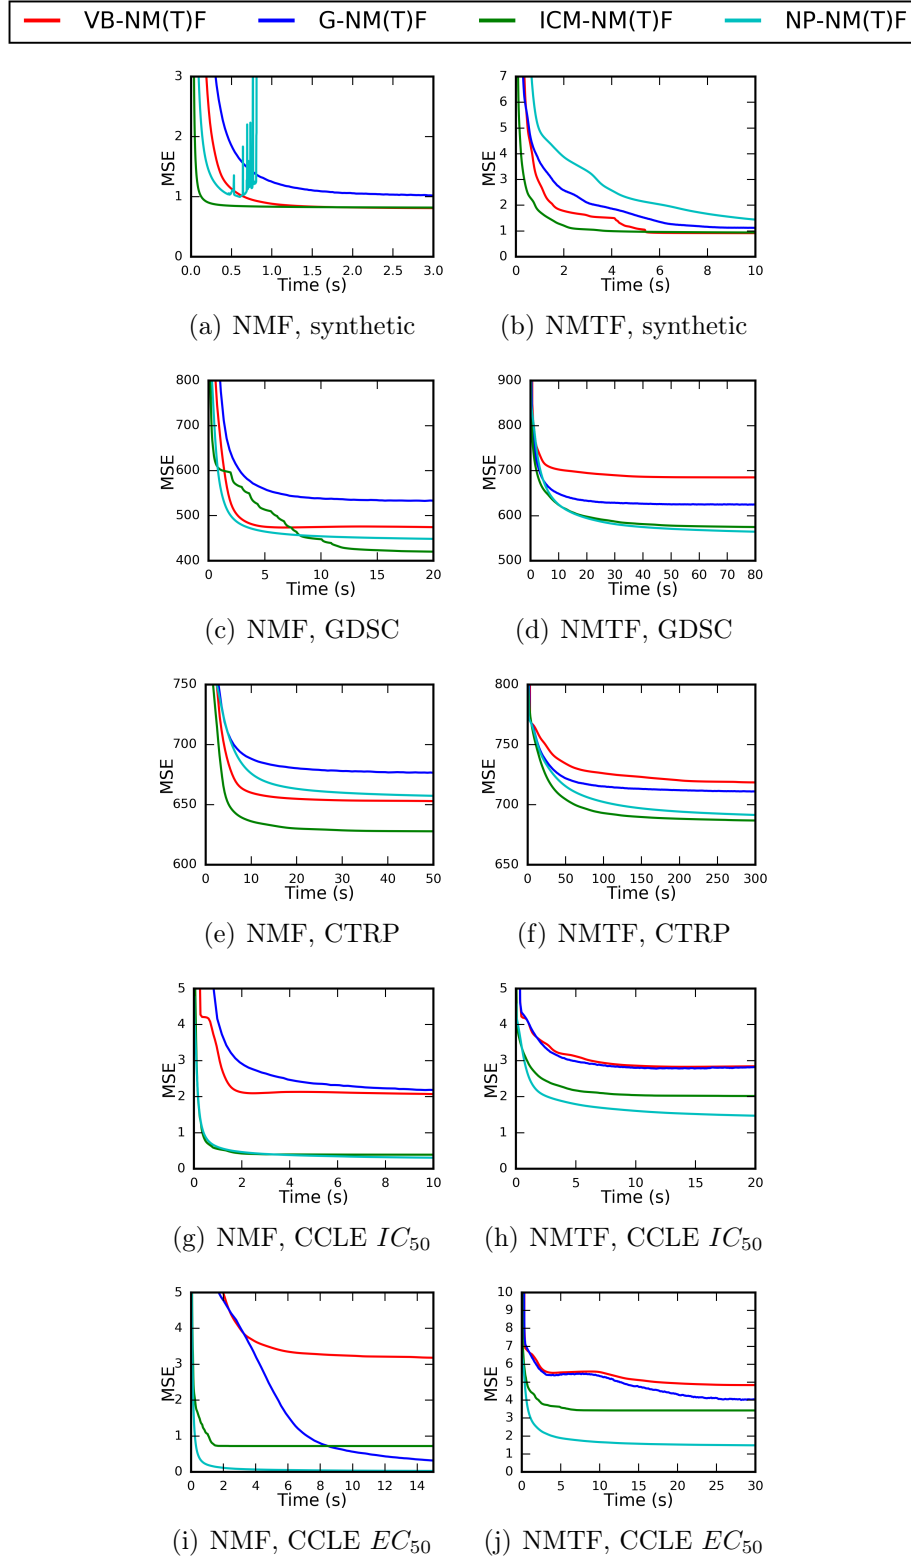 VB-NM(T)F G-NM(T)F ICM-NM(T)F NP-NM(T)F
MSE
3
2
1
0
0.0 0.5 1.0 1.5 2.0 2.5 3.0
Time (s)
(a) NMF, synthetic
MSE
7
6
5
4
3
2
1
0
0 2 4 6 8 10
Time (s)
(b) NMTF, synthetic
MSE
800
700
600
500
400
0 5 10 15 20
Time (s)
(c) NMF, GDSC
MSE
900
800
700
600
500
0 10 20 30 40 50 60 70 80
Time (s)
(d) NMTF, GDSC
MSE
750
700
650
600
0 10 20 30 40 50
Time (s)
(e) NMF, CTRP
MSE
800
750
700
650
0 50 100 150 200 250 300
Time (s)
(f) NMTF, CTRP
MSE
5
4
3
2
1
0
0 2 4 6 8 10
Time (s)
(g) NMF, CCLE IC50
MSE
5
4
3
2
1
0
0 5 10 15 20
Time (s)
(h) NMTF, CCLE IC50
MSE
5
4
3
2
1
0
0 2 4 6 8 10 12 14
Time (s)
(i) NMF, CCLE EC50
MSE
10
9
8
7
6
5
4
3
2
1
0
0 5 10 15 20 25 30
Time (s)
(j) NMTF, CCLE EC50